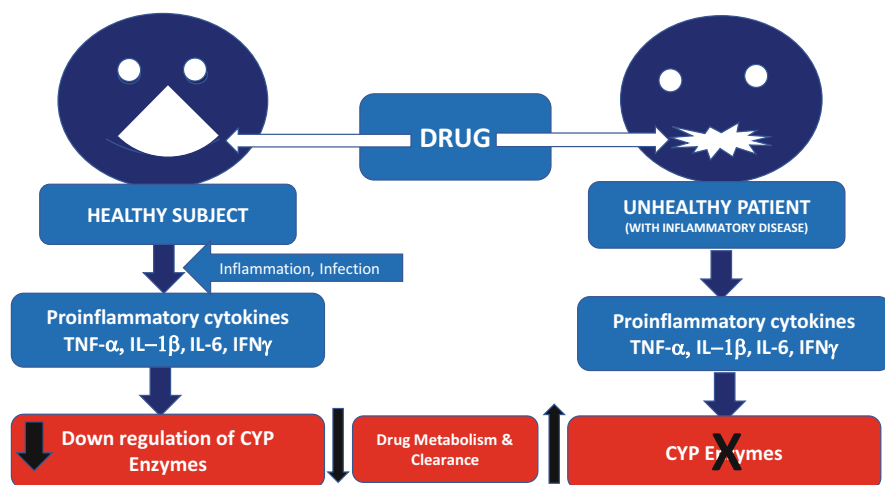 DRUG
HEALTHY SUBJECT
UNHEALTHY PATIENT
(WITH INFLAMMATORY DISEASE)
Inflammation, Infection
Proinflammatory cytokines
TNF-α, IL−1β, IL-6, IFNγ
Proinflammatory cytokines
TNF-α, IL−1β, IL-6, IFNγ
Down regulation of CYP
Enzymes
Drug Metabolism &
Clearance
CYP Enzymes
X